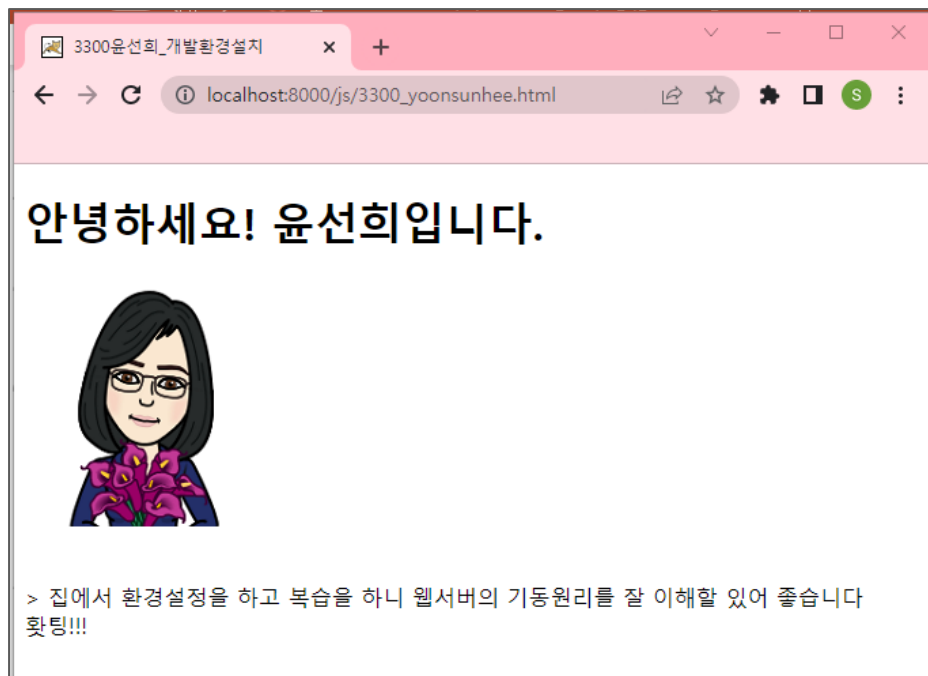 3300윤선희_개발환경설치
localhost:8000/js/3300_yoonsunhee.html
S
안녕하세요! 윤선희입니다.
> 집에서 환경설정을 하고 복습을 하니 웹서버의 기동원리를 잘 이해할 있어 좋습니다
홧팅!!!